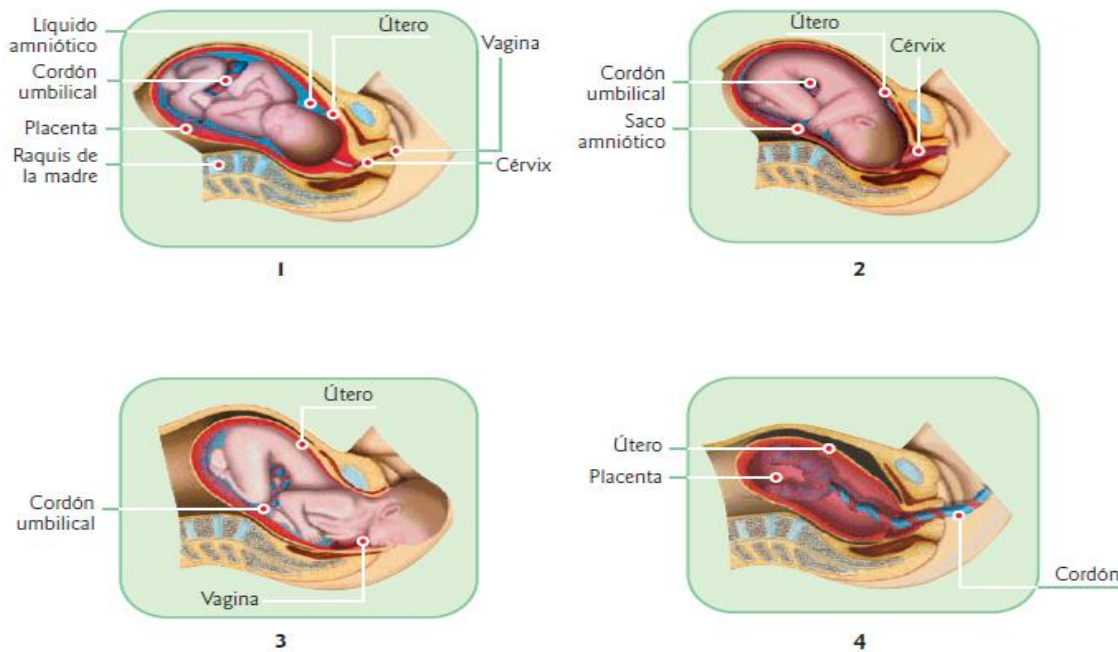 Líquido
amniótico
Cordón
umbilical
Placenta
Raquis de
la madre
Útero
Vagina
Cérvix
1
Útero
Cérvix
Cordón
umbilical
Saco
amniótico
2
Útero
Cordón
umbilical
Vagina
3
Útero
Placenta
Cordón
4